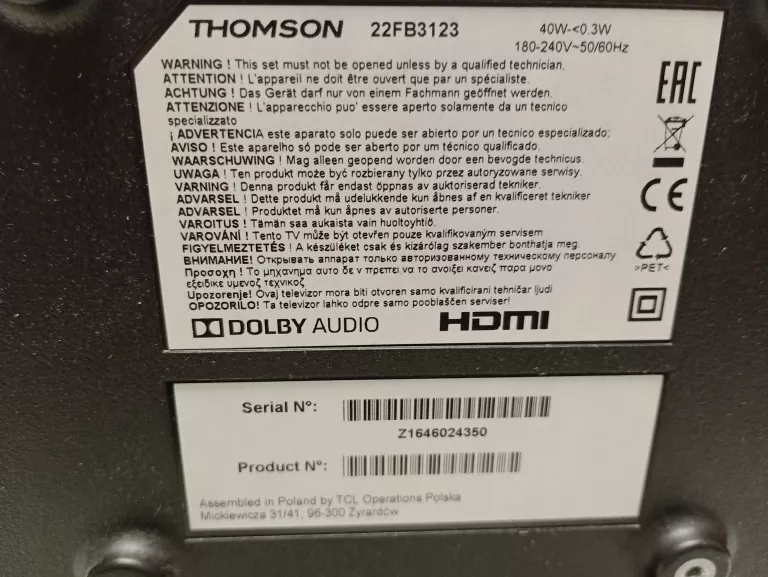 THOMSON 22FB3123
40W-<0.3W
180-240V~50/60Hz
WARNING ! This set must not be opened unless by a qualified technician.
ATTENTION ! L'appareil ne doit être ouvert que par un spécialiste.
ACHTUNG ! Das Gerät darf nur von einem Fachmann geöffnet werden.
ATTENZIONE ! L'apparecchio puo' essere aperto solamente da un tecnico
specializzato
¡ ADVERTENCIA este aparato solo puede ser abierto por un tecnico especializado;
AVISO ! Este aparelho só pode ser aberto por um técnico qualificado.
WAARSCHUWING ! Mag alleen geopend worden door een bevogde technicus.
UWAGA ! Ten produkt może być rozbierany tylko przez autoryzowane serwisy.
VARNING ! Denna produkt får endast öppnas av auktoriserad tekniker.
ADVARSEL ! Dette produkt må udelukkende kun åbnes af en kvalificeret tekniker
ADVARSEL ! Produktet må kun åpnes av autoriserte personer.
VAROITUS ! Tämän saa aukaista vain huoltoyhtiö.
VAROVÁNÍ ! Tento TV může být otevřen pouze kvalifikovaným servisem
FIGYELMEZTETÉS ! A készüléket csak és kizárólag szakember bonthatja meg.
ВНИМАНИЕ! Открывать аппарат только авторизованному техническому персоналу
Προσοχη ! Το μηχανημα αυτο δε ν πρεπει να το ανοιξει κανειζ παρα μονο
εξειδικε υμενοζ τεχνικοζ
Upozorenje! Ovaj televizor mora biti otvoren samo kvalificirani tehničar ljudi
OPOZORILO! Ta televizor lahko odpre samo pooblaščen serviser!
DOLBY AUDIO HDMI
EAC
CE
>PET<
Serial N°:
Z1646024350
Product N°:
Assembled in Poland by TCL Operations Polska
Mickiewicza 31/41, 96-300 Żyrardów